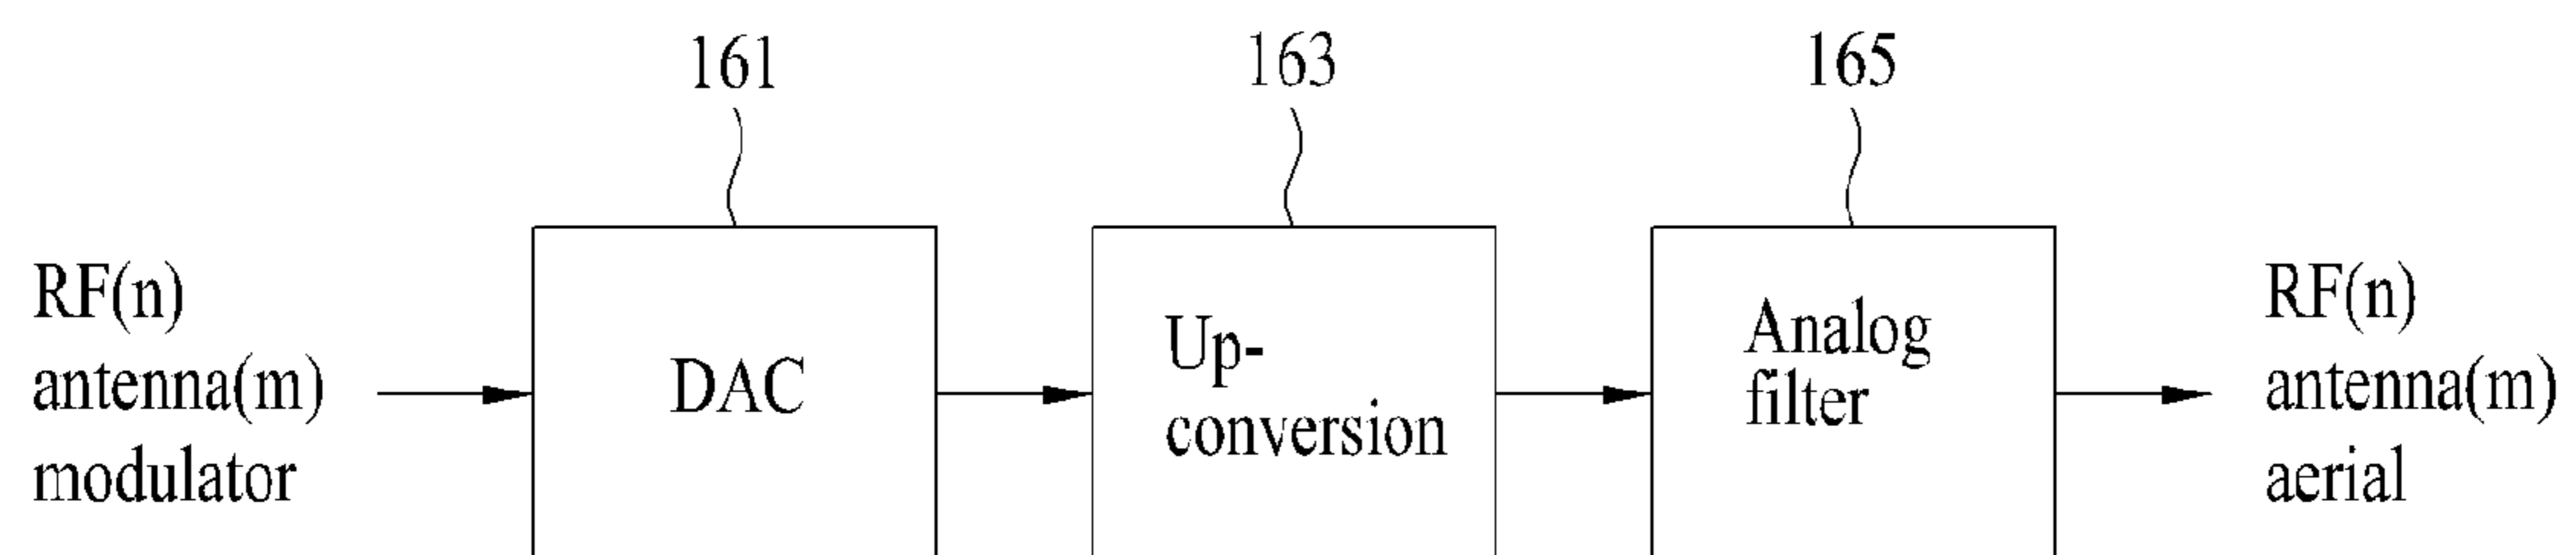 161
163
165
RF(n)
antenna(m)
modulator
DAC
Up-
conversion
Analog
filter
RF(n)
antenna(m)
aerial